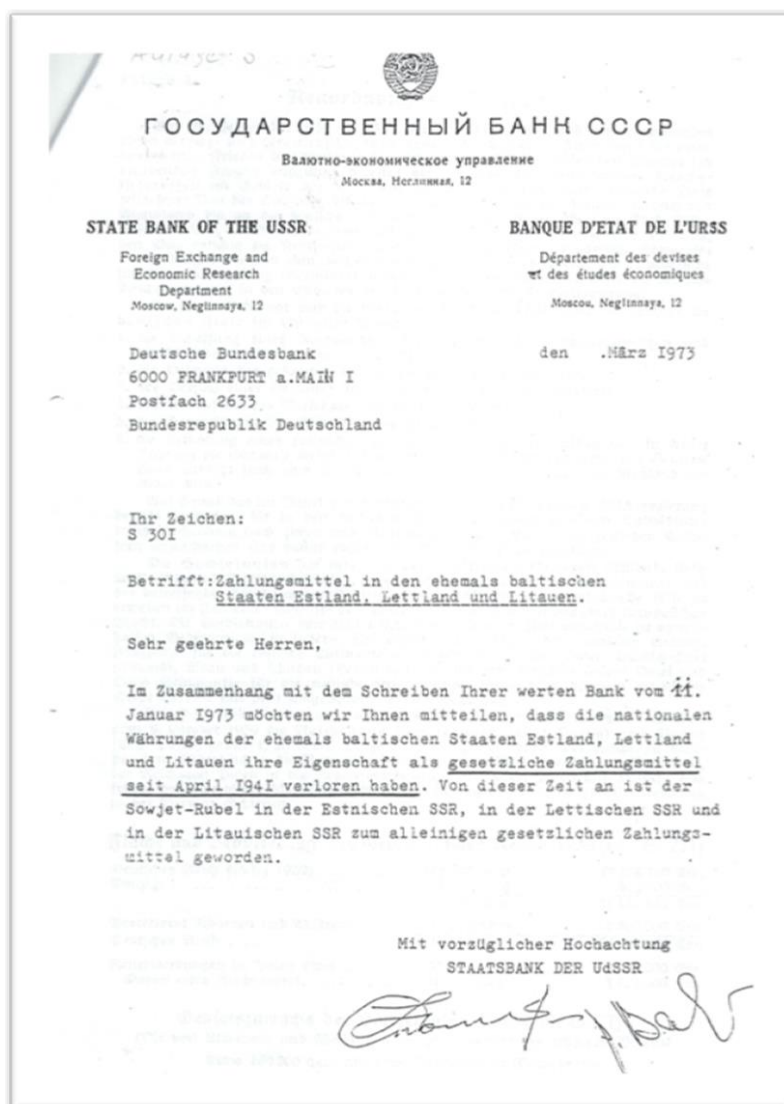 ГОСУДАРСТВЕННЫЙ БАНК СССР
Валютно-экономическое управление
Москва, Неглинная, 12
STATE BANK OF THE USSR
Foreign Exchange and
Economic Research
Department
Moscow, Neglinnaya, 12
BANQUE D'ETAT DE L'URSS
Département des devises
et des études économiques
Moscou, Neglinnaya, 12
Deutsche Bundesbank
6000 FRANKFURT a.MAIN I
Postfach 2633
Bundesrepublik Deutschland
den .März I973
Ihr Zeichen:
S 30I
Betrifft:Zahlungsmittel in den ehemals baltischen
Staaten Estland, Lettland und Litauen.
Sehr geehrte Herren,
Im Zusammenhang mit dem Schreiben Ihrer werten Bank vom 11.
Januar I973 möchten wir Ihnen mitteilen, dass die nationalen
Währungen der ehemals baltischen Staaten Estland, Lettland
und Litauen ihre Eigenschaft als gesetzliche Zahlungsmittel
seit April I94I verloren haben. Von dieser Zeit an ist der
Sowjet-Rubel in der Estnischen SSR, in der Lettischen SSR und
in der Litauischen SSR zum alleinigen gesetzlichen Zahlungs-
mittel geworden.
Mit vorzüglicher Hochachtung
STAATSBANK DER UdSSR